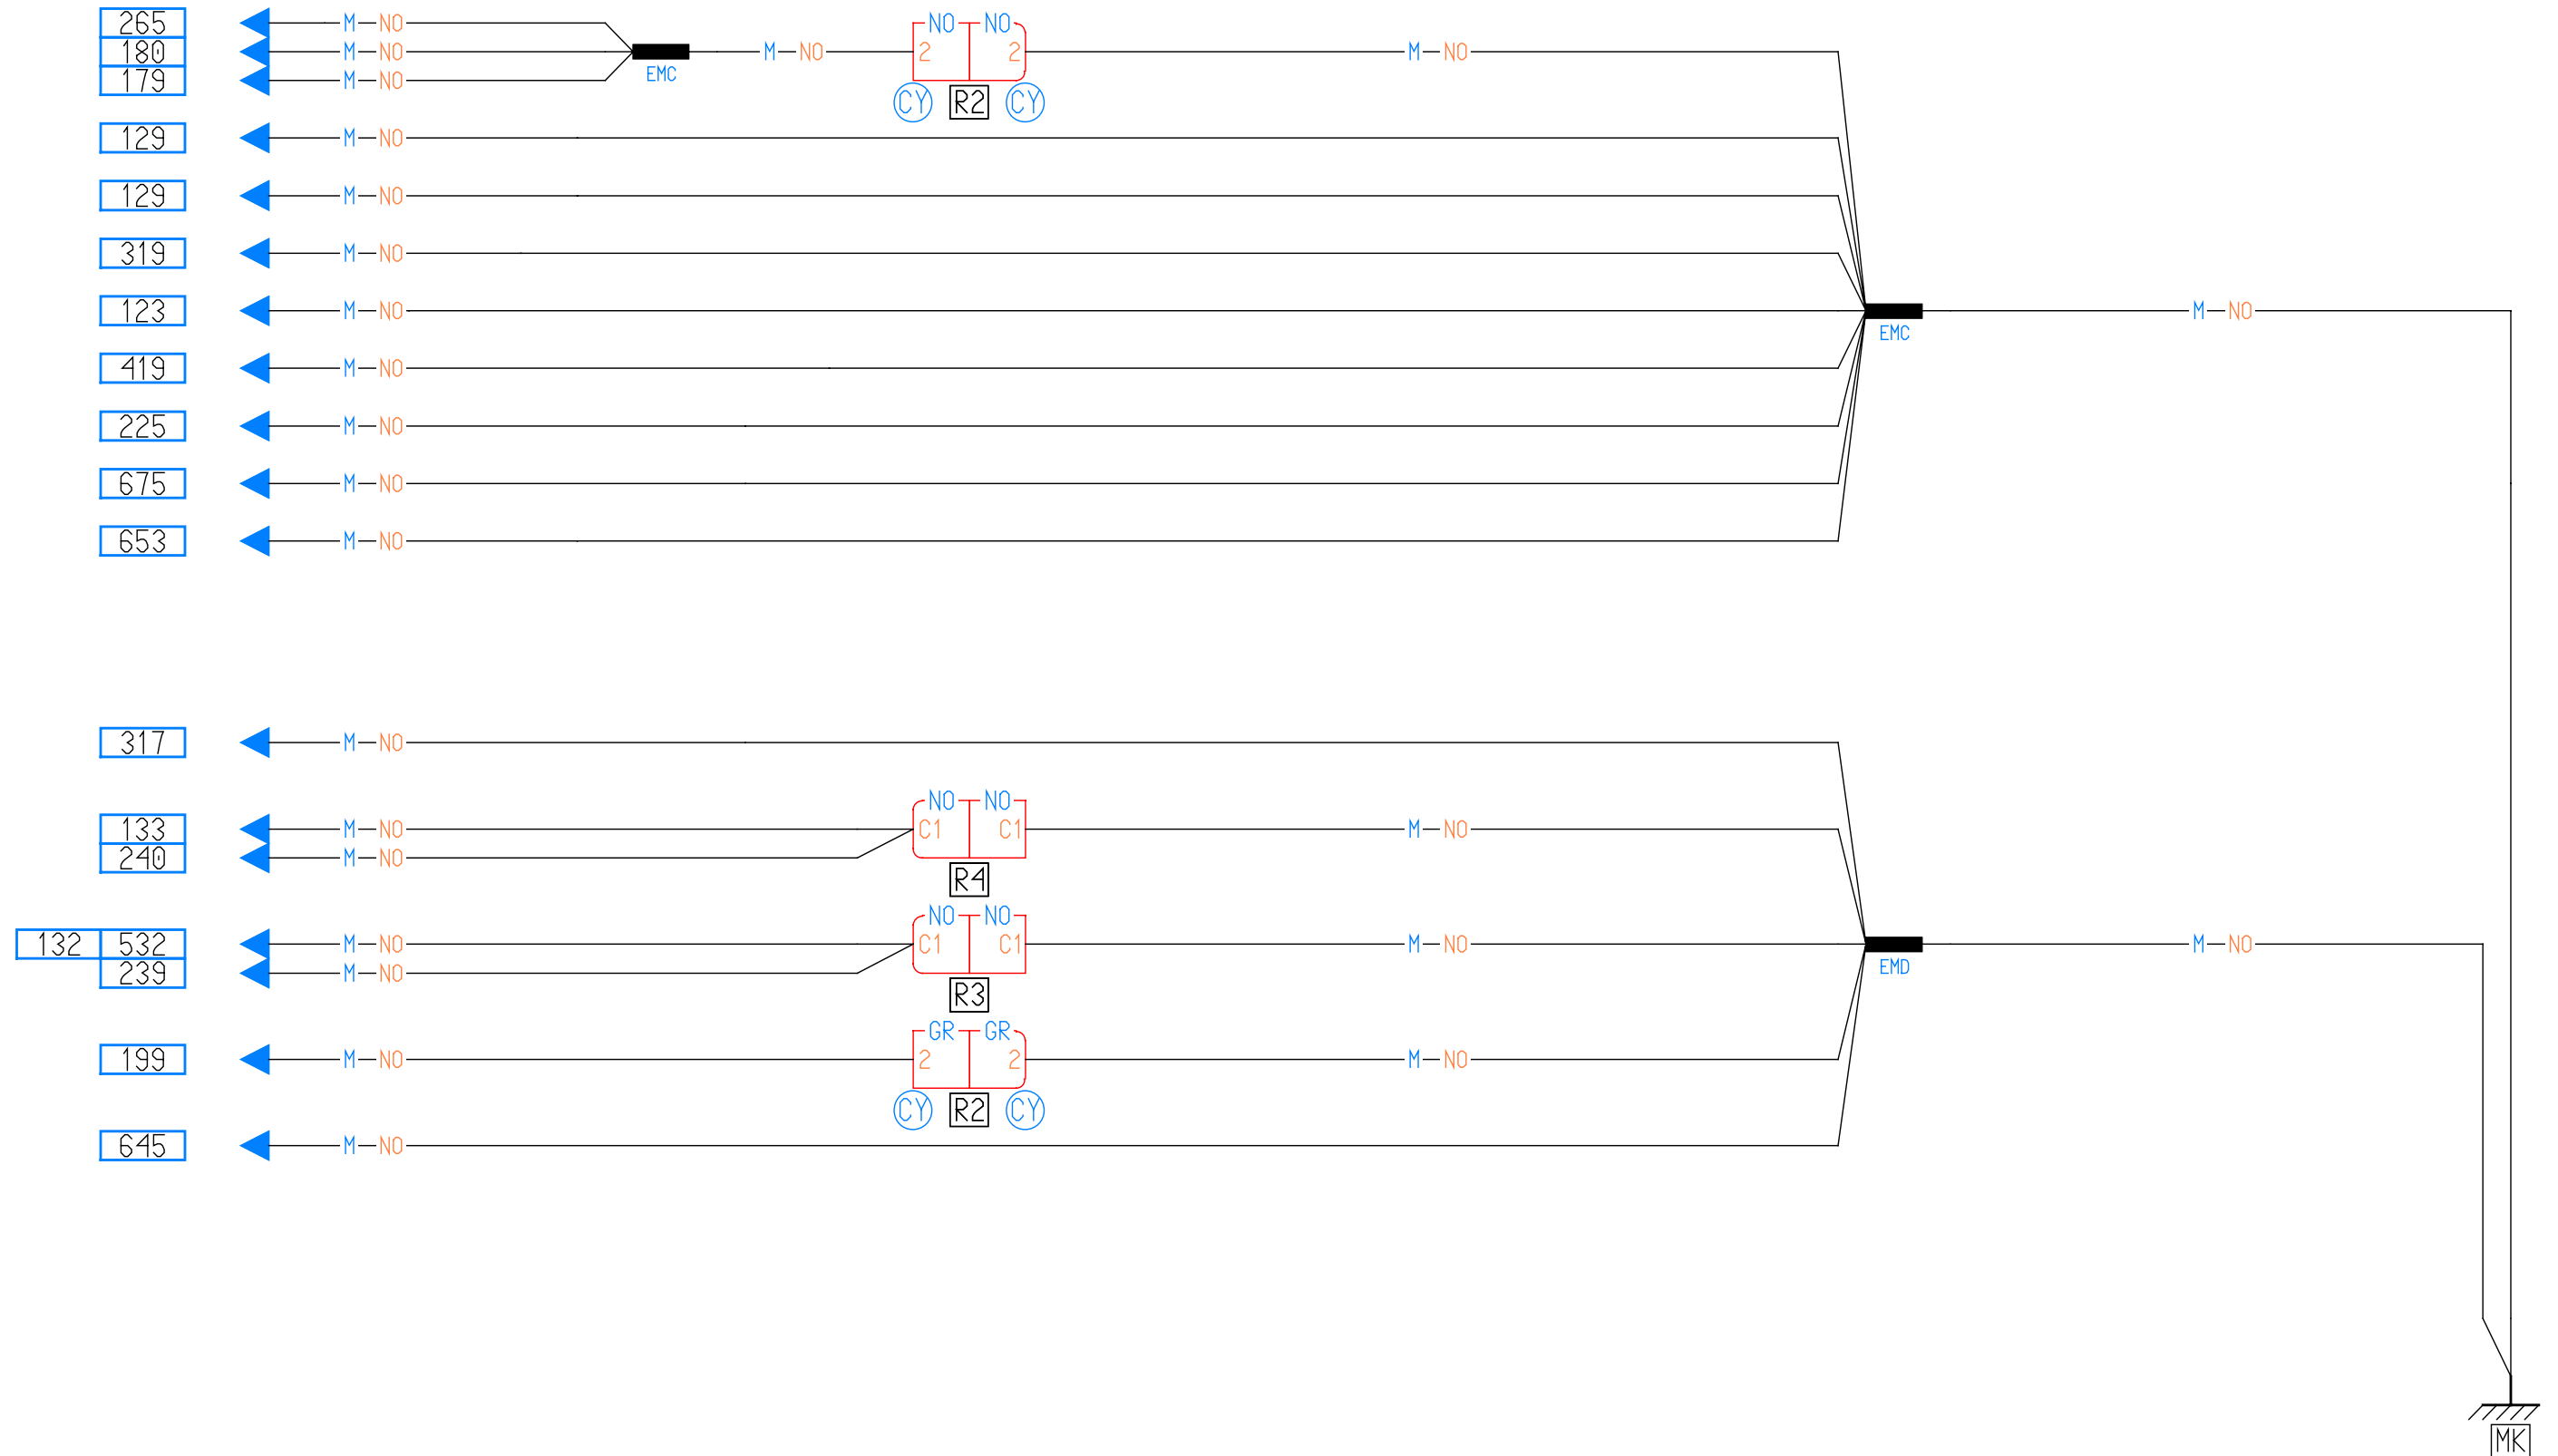 265 M NO NO NO
180 M NO M NO 2 2 M NO
179 M NO EMC
CY R2 CY
129 M NO
129 M NO
319 M NO
123 M NO M NO
EMC
419 M NO
225 M NO
675 M NO
653 M NO
317 M NO
NO NO
133 M NO C1 C1 M NO
240 M NO
R4
NO NO
132 532 M NO C1 C1 M NO M NO
239 M NO EMD
R3
GR GR
199 M NO 2 2 M NO
CY R2 CY
645 M NO
MK